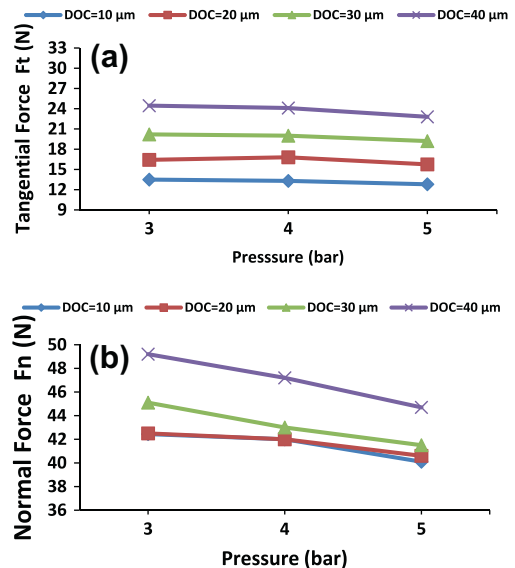 DOC=10 µm DOC=20 µm DOC=30 µm DOC=40 µm
(a)
Tangential Force Ft (N)
33
30
27
24
21
18
15
12
9
3 4 5
Presssure (bar)
DOC=10 µm DOC=20 µm DOC=30 µm DOC=40 µm
(b)
Normal Force Fn (N)
50
48
46
44
42
40
38
36
3 4 5
Pressure (bar)